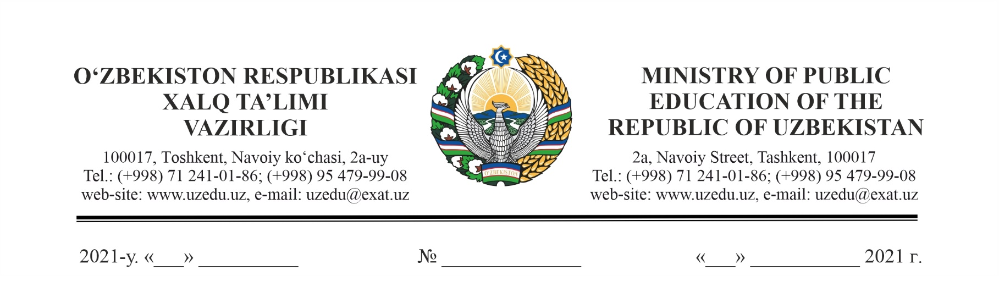 O‘ZBEKISTON RESPUBLIKASI
XALQ TA’LIMI
VAZIRLIGI
100017, Toshkent, Navoiy ko‘chasi, 2a-uy
Tel.: (+998) 71 241-01-86; (+998) 95 479-99-08
web-site: www.uzedu.uz, e-mail: uzedu@exat.uz
O‘ZBEKISTON
MINISTRY OF PUBLIC
EDUCATION OF THE
REPUBLIC OF UZBEKISTAN
2a, Navoiy Street, Tashkent, 100017
Tel.: (+998) 71 241-01-86; (+998) 95 479-99-08
web-site: www.uzedu.uz, e-mail: uzedu@exat.uz
2021-y. «___» __________ № ______________ «___» ___________ 2021 г.